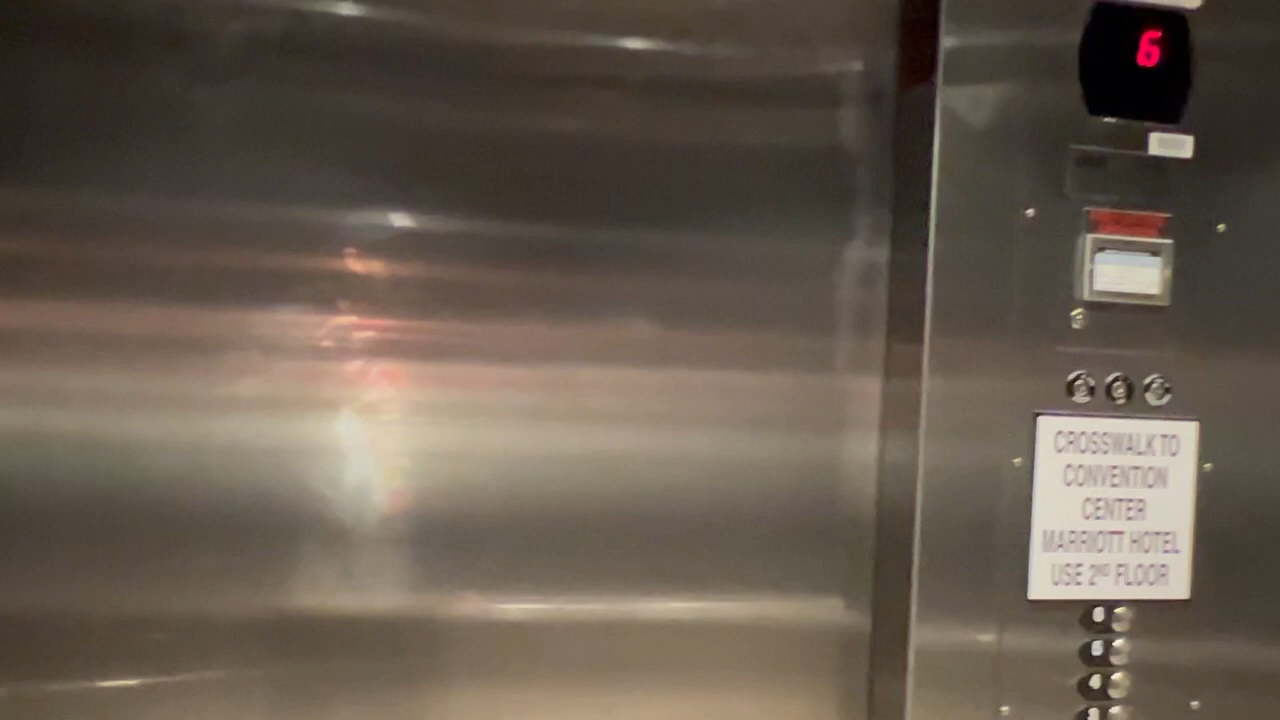 6
CROSSWALK TO
CONVENTION
CENTER
MARRIOTT HOTEL
USE 2ND FLOOR